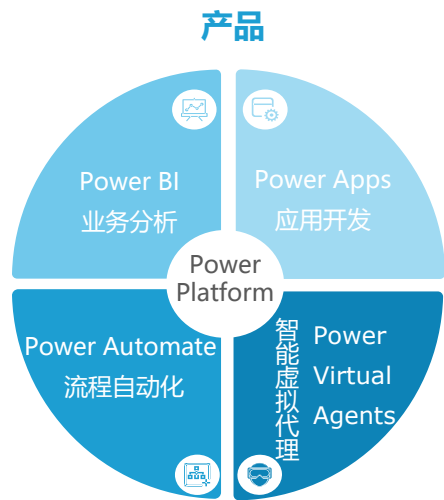 产品
Power BI
业务分析
Power Apps
应用开发
Power
Platform
Power Automate
流程自动化
智能虚拟代理
Power
Virtual
Agents